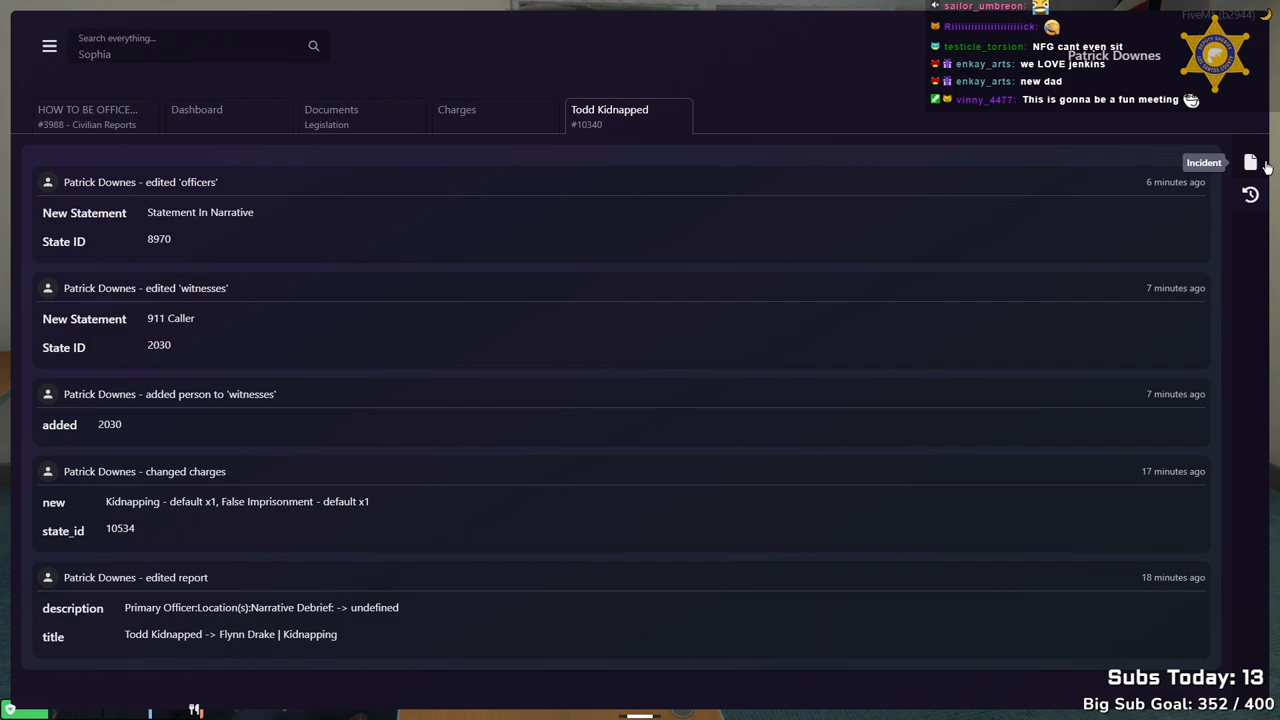 FiveM (b2944)
sailor_umbreon:
Riiiiiiiiiiiiiiiiiiiiiiick:
testicle_torsion: NFG cant even sit
enkay_arts: we LOVE jenkins
enkay_arts: new dad
vinny_4477: This is gonna be a fun meeting
Patrick Downes
Search everything...
Sophia
HOW TO BE OFFICE...
#3988 - Civilian Reports
Dashboard
Documents
Legislation
Charges
Todd Kidnapped
#10340
Incident
Patrick Downes - edited 'officers'
6 minutes ago
New Statement Statement In Narrative
State ID 8970
Patrick Downes - edited 'witnesses'
7 minutes ago
New Statement 911 Caller
State ID 2030
Patrick Downes - added person to 'witnesses'
7 minutes ago
added 2030
Patrick Downes - changed charges
17 minutes ago
new Kidnapping - default x1, False Imprisonment - default x1
state_id 10534
Patrick Downes - edited report
18 minutes ago
description Primary Officer:Location(s):Narrative Debrief: -> undefined
title Todd Kidnapped -> Flynn Drake | Kidnapping
Subs Today: 13
Big Sub Goal: 352 / 400